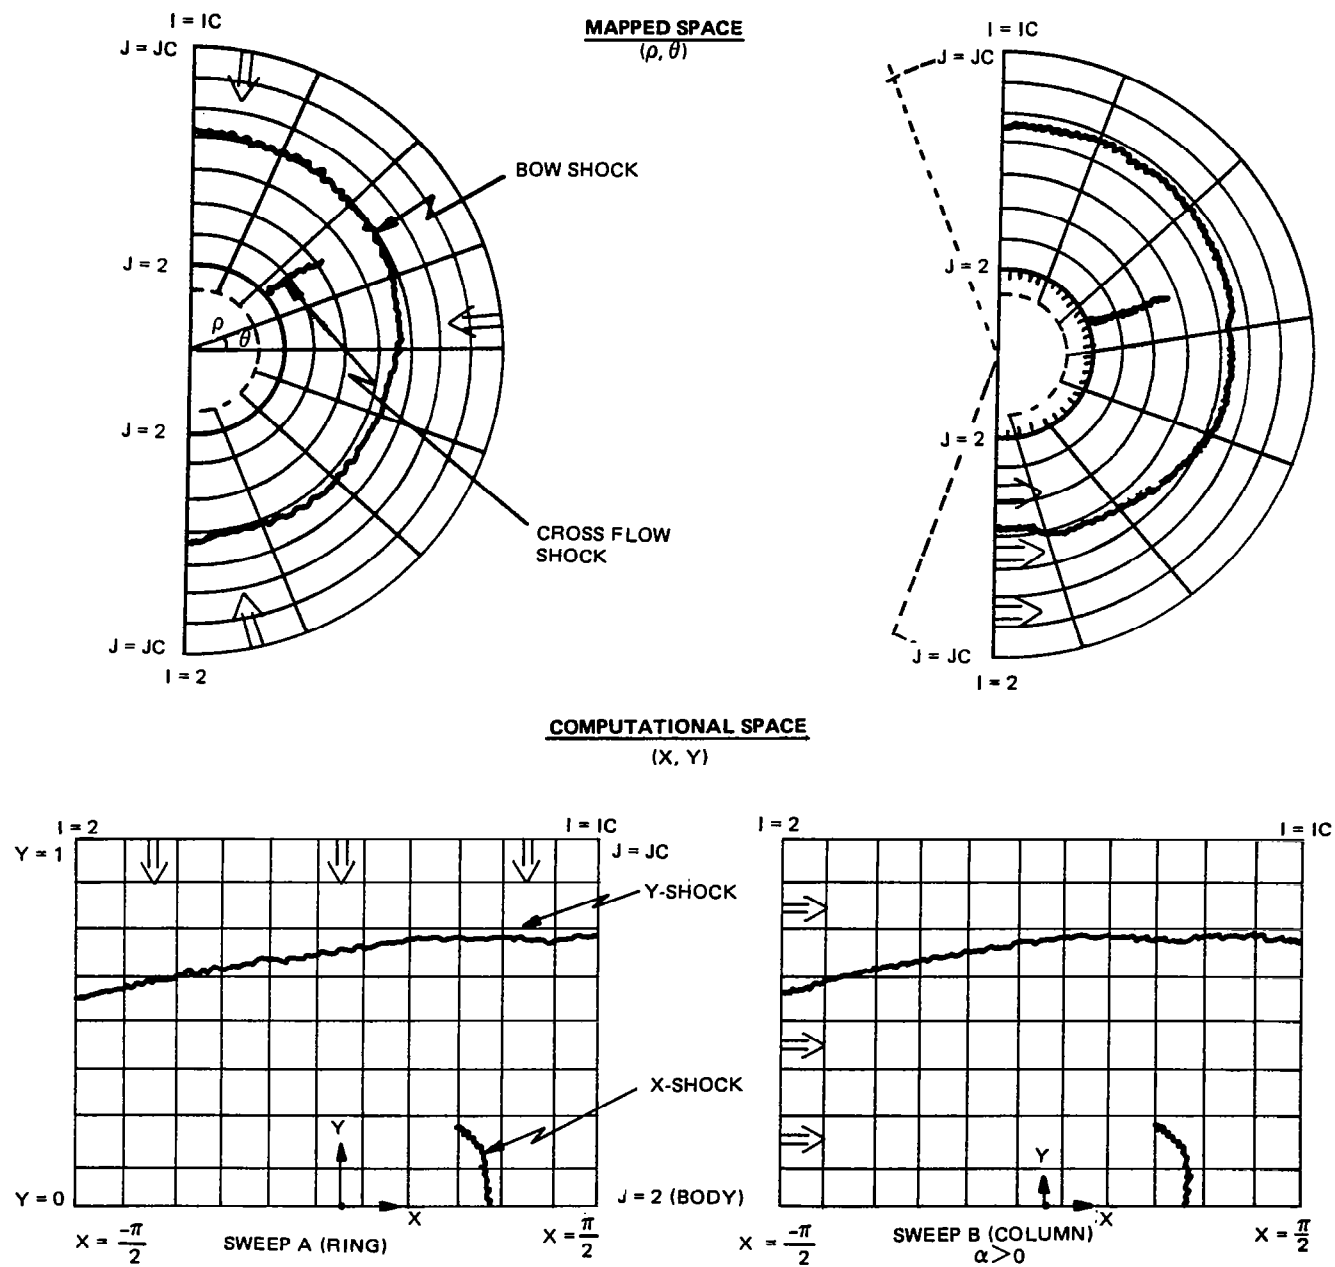 MAPPED SPACE
(ρ, θ)
I = IC
J = JC
BOW SHOCK
J = 2
ρ
θ
J = 2
CROSS FLOW
SHOCK
J = JC
I = 2
I = IC
J = JC
J = 2
J = 2
J = JC
I = 2
COMPUTATIONAL SPACE
(X, Y)
I = 2
I = IC
Y = 1
J = JC
Y-SHOCK
X-SHOCK
Y
Y = 0
J = 2 (BODY)
X
X = -π/2
SWEEP A (RING)
X = π/2
I = 2
I = IC
Y
X
X = -π/2
SWEEP B (COLUMN)
α > 0
X = π/2